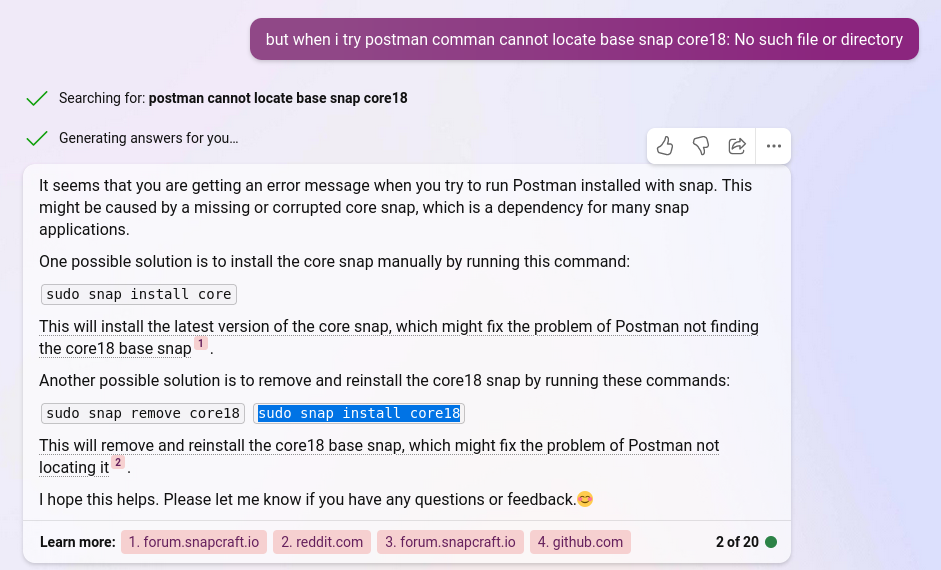 but when i try postman comman cannot locate base snap core18: No such file or directory
Searching for: postman cannot locate base snap core18
Generating answers for you…
It seems that you are getting an error message when you try to run Postman installed with snap. This
might be caused by a missing or corrupted core snap, which is a dependency for many snap
applications.
One possible solution is to install the core snap manually by running this command:
sudo snap install core
This will install the latest version of the core snap, which might fix the problem of Postman not finding
the core18 base snap 1 .
Another possible solution is to remove and reinstall the core18 snap by running these commands:
sudo snap remove core18 sudo snap install core18
This will remove and reinstall the core18 base snap, which might fix the problem of Postman not
locating it 2 .
I hope this helps. Please let me know if you have any questions or feedback.😊
Learn more: 1. forum.snapcraft.io 2. reddit.com 3. forum.snapcraft.io 4. github.com 2 of 20